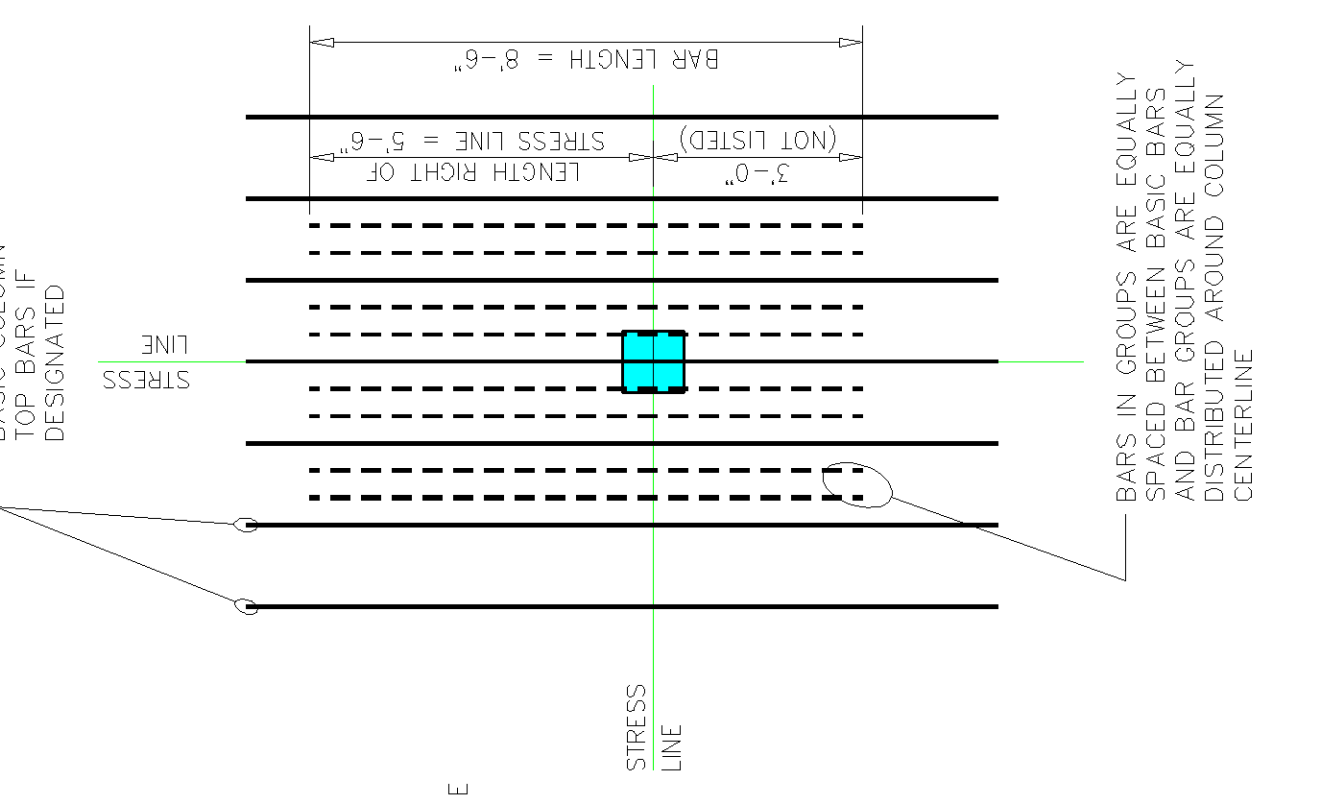 BAR LENGTH = 8'-6"
LENGTH RIGHT OF
STRESS LINE = 5'-6"
3'-0"
(NOT LISTED)
COLUMN
TOP BARS IF
DESIGNATED
STRESS
LINE
BARS IN GROUPS ARE EQUALLY
SPACED BETWEEN BASIC BARS
AND BAR GROUPS ARE EQUALLY
DISTRIBUTED AROUND COLUMN
CENTERLINE
STRESS
LINE
E